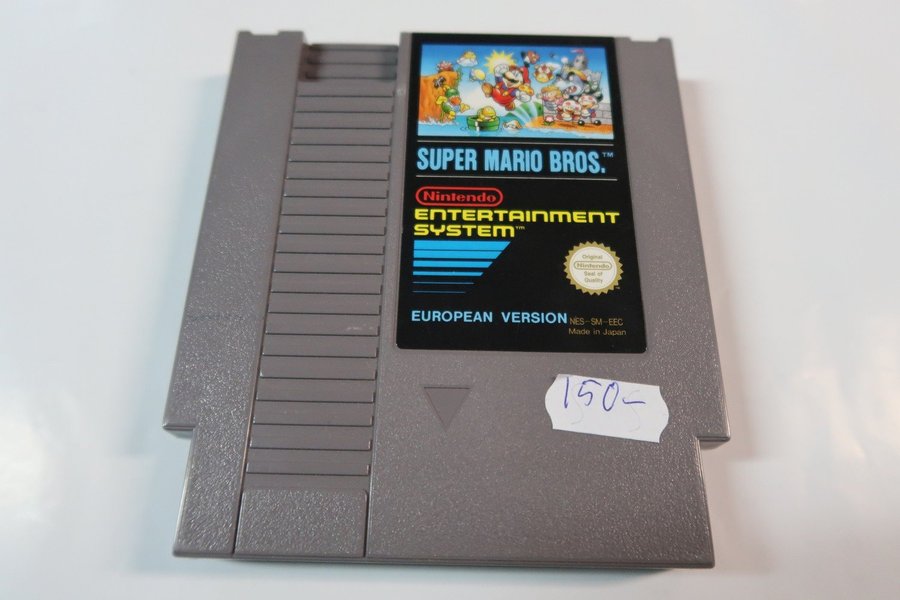 SUPER MARIO BROS.™
Nintendo
ENTERTAINMENT
SYSTEM™
Original
Nintendo
Seal of
Quality
EUROPEAN VERSION
NES-SM-EEC
Made in Japan
150-